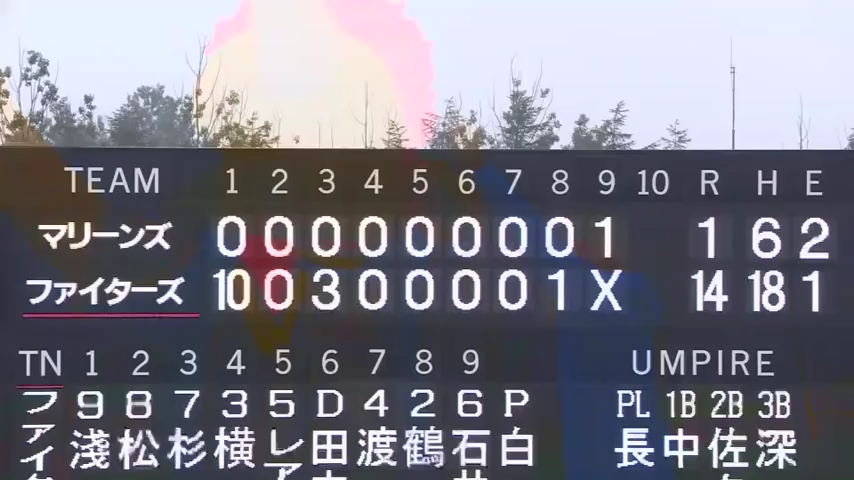 TEAM 1 2 3 4 5 6 7 8 9 10 R H E
マリーンズ 0 0 0 0 0 0 0 0 1 1 6 2
ファイターズ 10 0 3 0 0 0 0 1 X 14 18 1
TN 1 2 3 4 5 6 7 8 9 UMPIRE
ファイ 9 8 7 3 5 D 4 2 6 P PL 1B 2B 3B
淺 松 杉 横 レ 田 渡 鶴 石 白 長 中 佐 深